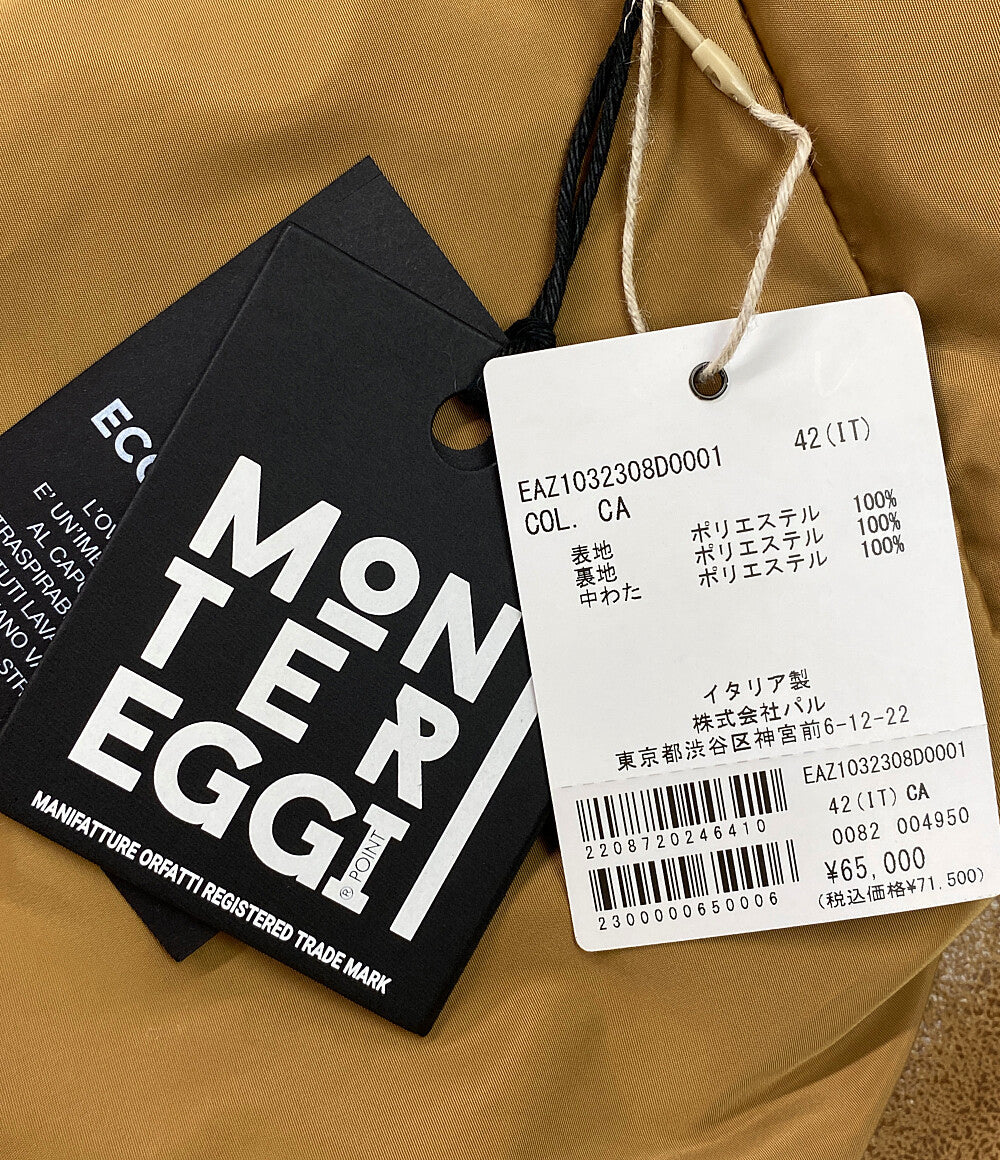 ECO
L'OV
E' UN'IME
AL CAPO
TRASPIRAB
TUTI LAVA
ANO VA
STR
MON
TER
EGGI
® POINT
MANIFATTURE ORFATTI REGISTERED TRADE MARK
42(IT)
EAZ1032308D0001
COL. CA
表地 ポリエステル 100%
裏地 ポリエステル 100%
中わた ポリエステル 100%
イタリア製
株式会社パル
東京都渋谷区神宮前6-12-22
EAZ1032308D0001
42(IT) CA
2208720246410
0082 004950
¥65,000
(税込価格¥71.500)
2300000650006